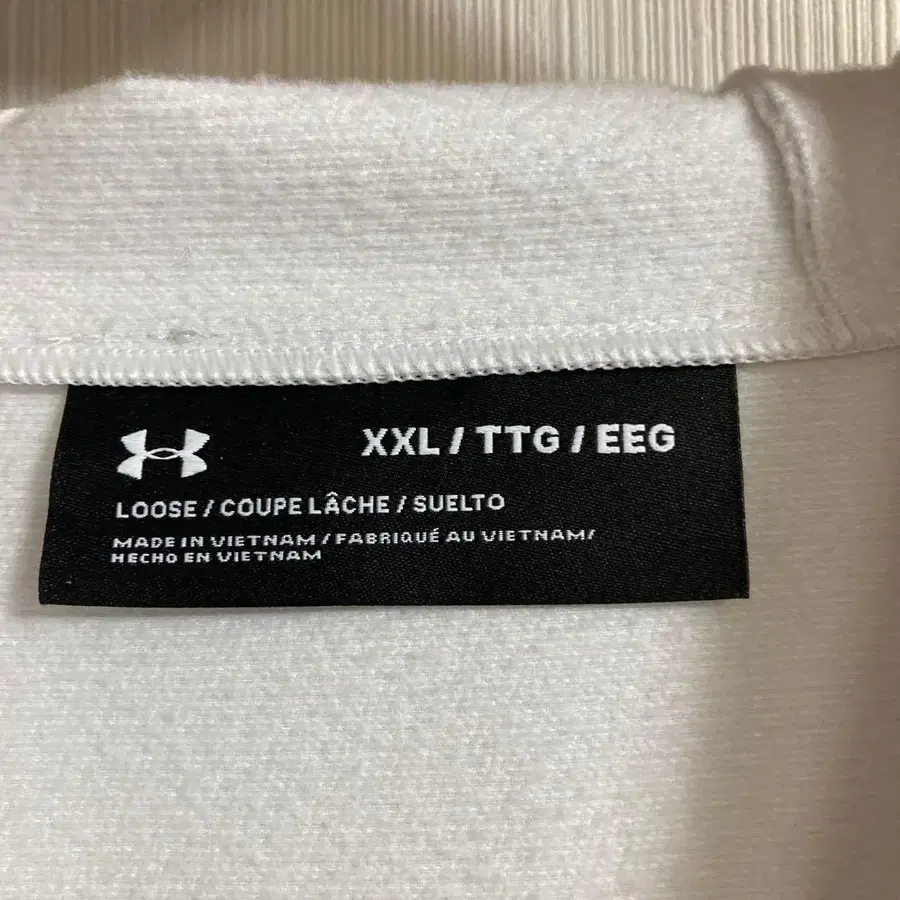 XXL / TTG / EEG
LOOSE / COUPE LÂCHE / SUELTO
MADE IN VIETNAM / FABRIQUÉ AU VIETNAM/
HECHO EN VIETNAM